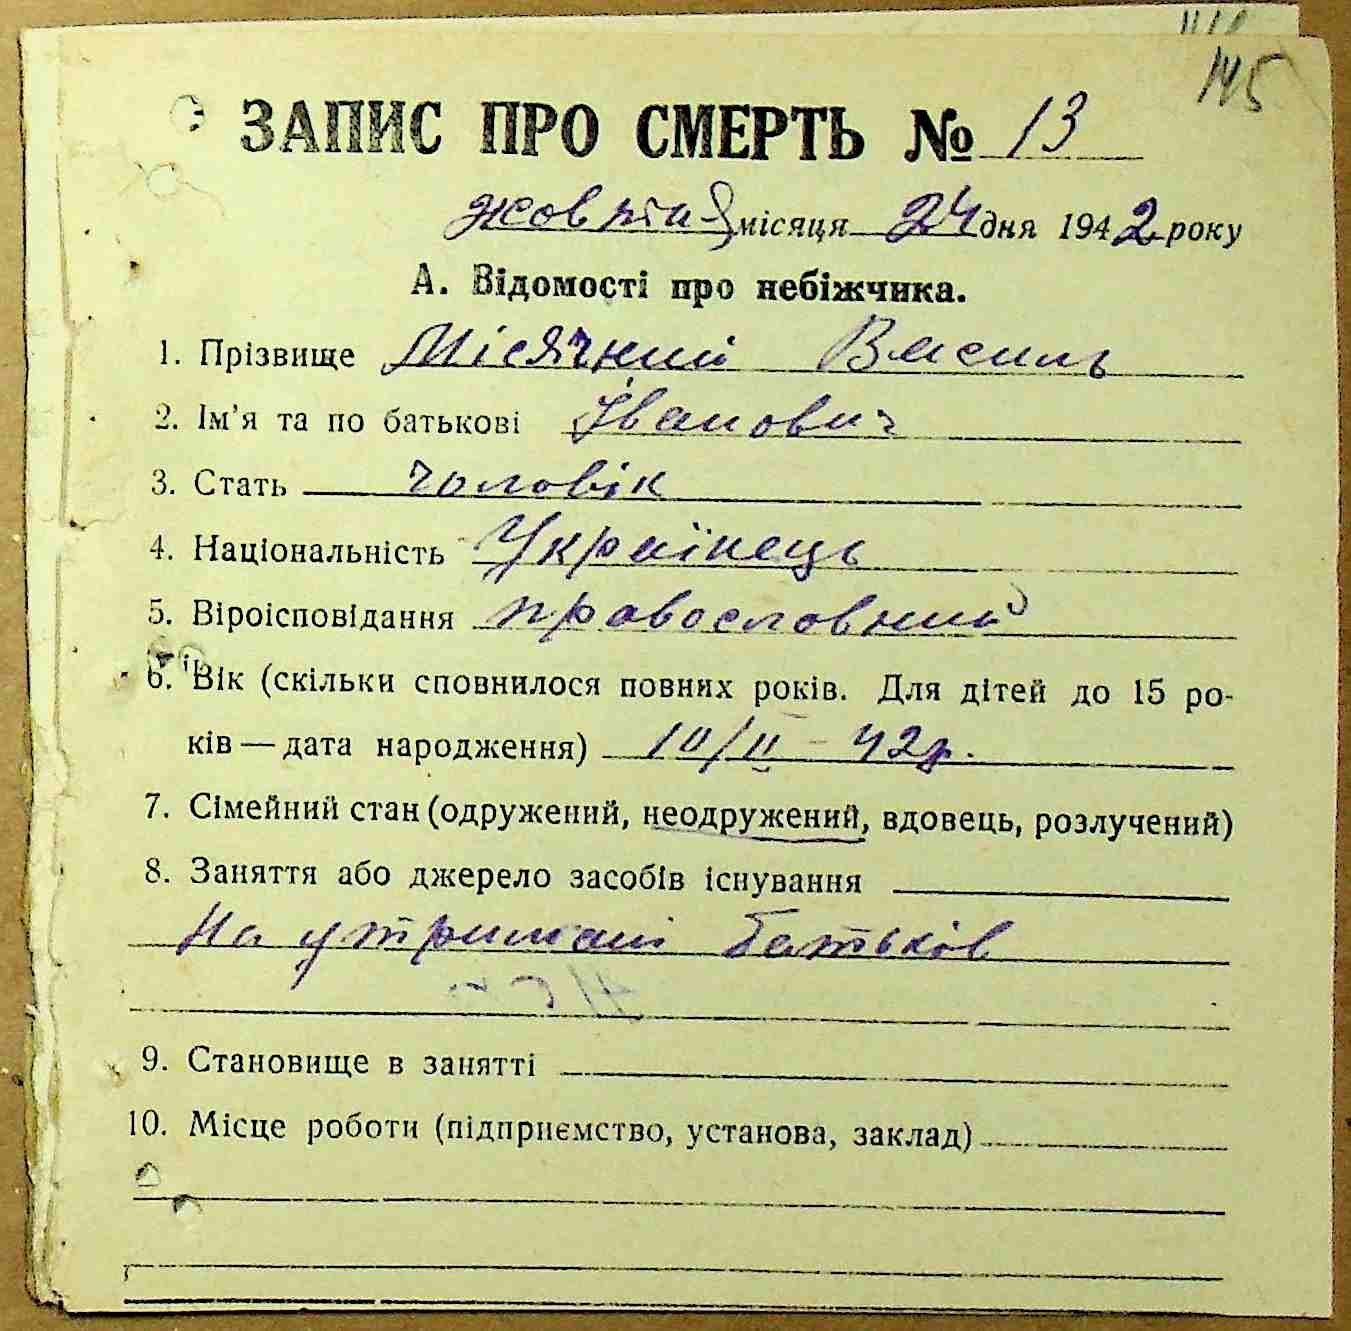 145
ЗАПИС ПРО СМЕРТЬ № 13
жовтня місяця 24 дня 1942 року
А. Відомості про небіжчика.
1. Прізвище Місячний Василь
2. Ім'я та по батькові Іванович
3. Стать чоловік
4. Національність Українець
5. Віроісповідання православний
6. Вік (скільки сповнилося повних років. Для дітей до 15 ро-
ків — дата народження) 10/II - 42 р.
7. Сімейний стан (одружений, неодружений, вдовець, розлучений)
8. Заняття або джерело засобів існування
На утримані батьків
9. Становище в занятті
10. Місце роботи (підприємство, установа, заклад)